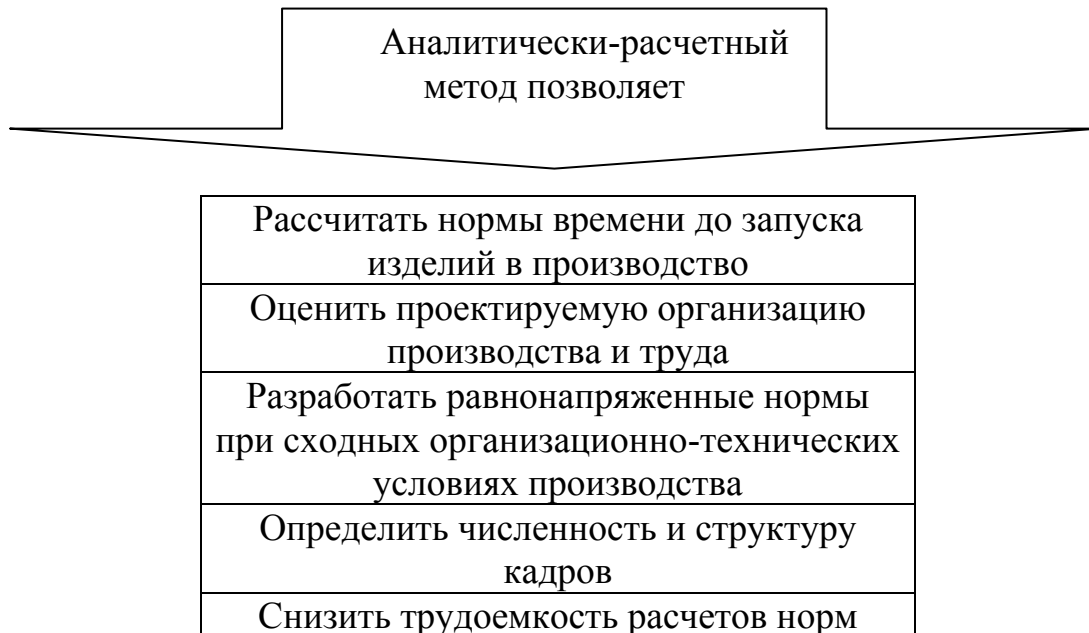 Аналитически-расчетный
метод позволяет
Рассчитать нормы времени до запуска
изделий в производство
Оценить проектируемую организацию
производства и труда
Разработать равнонапряженные нормы
при сходных организационно-технических
условиях производства
Определить численность и структуру
кадров
Снизить трудоемкость расчетов норм